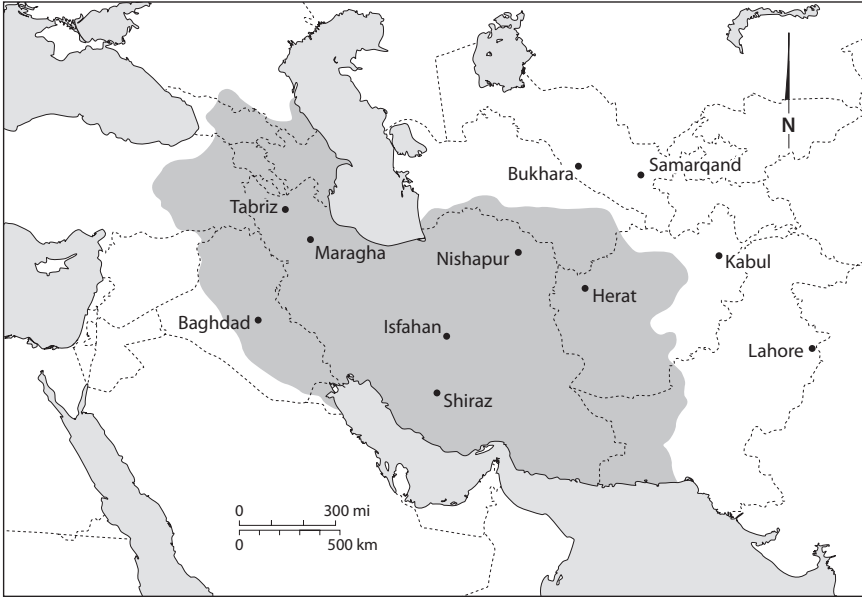 N
Bukhara
Samarqand
Tabriz
Maragha
Nishapur
Kabul
Herat
Baghdad
Isfahan
Lahore
Shiraz
0 300 mi
0 500 km